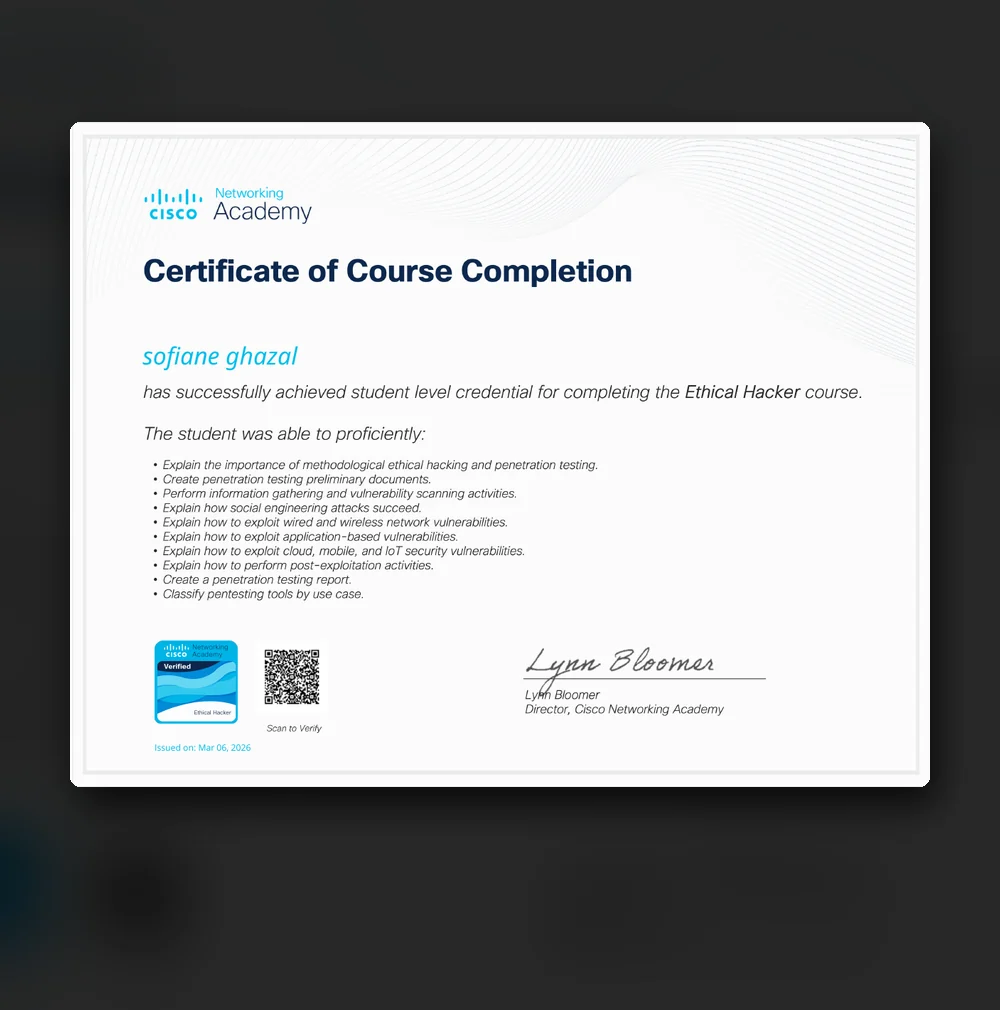 Networking
cisco Academy
Certificate of Course Completion
sofiane ghazal
has successfully achieved student level credential for completing the Ethical Hacker course.
The student was able to proficiently:
• Explain the importance of methodological ethical hacking and penetration testing.
• Create penetration testing preliminary documents.
• Perform information gathering and vulnerability scanning activities.
• Explain how social engineering attacks succeed.
• Explain how to exploit wired and wireless network vulnerabilities.
• Explain how to exploit application-based vulnerabilities.
• Explain how to exploit cloud, mobile, and IoT security vulnerabilities.
• Explain how to perform post-exploitation activities.
• Create a penetration testing report.
• Classify pentesting tools by use case.
Networking
cisco Academy
Verified
Ethical Hacker
Scan to Verify
Issued on: Mar 06, 2026
Lynn Bloomer
Lynn Bloomer
Director, Cisco Networking Academy